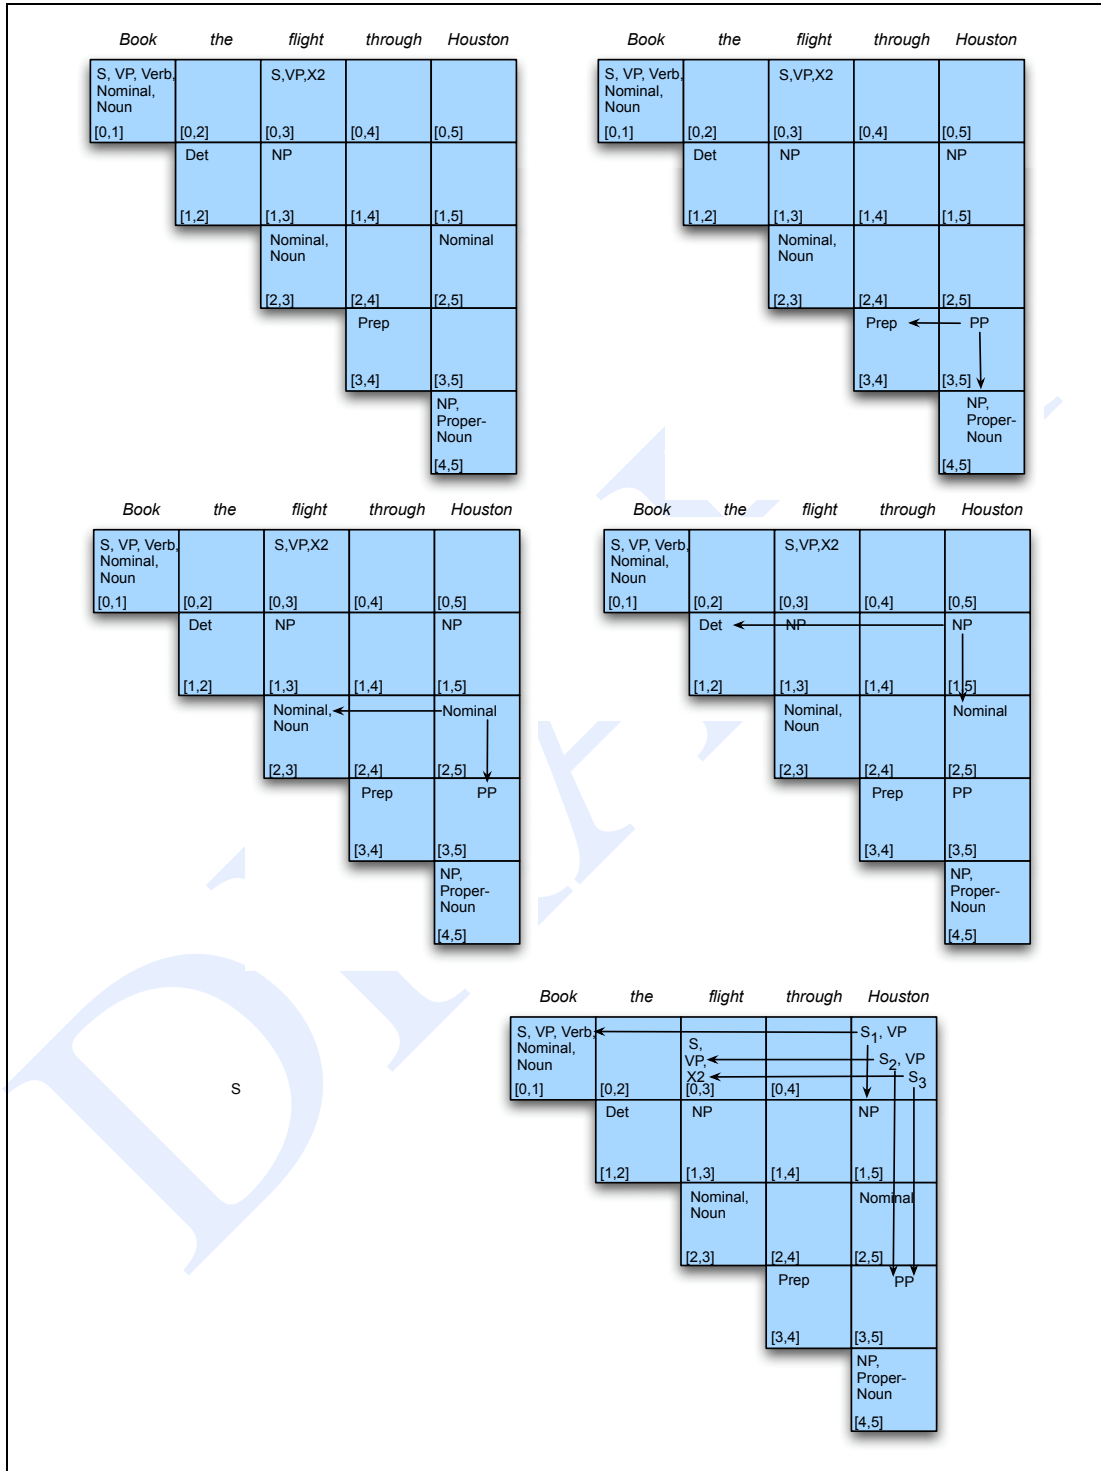 Book the flight through Houston
S, VP, Verb, Nominal, Noun
[0,1]
[0,2]
S,VP,X2
[0,3]
[0,4]
[0,5]
Det
[1,2]
NP
[1,3]
[1,4]
[1,5]
Nominal,
Noun
[2,3]
[2,4]
Nominal
[2,5]
Prep
[3,4]
[3,5]
NP,
Proper-
Noun
[4,5]
Book the flight through Houston
S, VP, Verb,
Nominal,
Noun
[0,1]
[0,2]
S,VP,X2
[0,3]
[0,4]
[0,5]
Det
[1,2]
NP
[1,3]
[1,4]
NP
[1,5]
Nominal,
Noun
[2,3]
[2,4]
[2,5]
Prep
[3,4]
PP
[3,5]
NP,
Proper-
Noun
[4,5]
Book the flight through Houston
S, VP, Verb,
Nominal,
Noun
[0,1]
[0,2]
S,VP,X2
[0,3]
[0,4]
[0,5]
Det
[1,2]
NP
[1,3]
[1,4]
NP
[1,5]
Nominal,
Noun
[2,3]
[2,4]
Nominal
[2,5]
Prep
[3,4]
PP
[3,5]
NP,
Proper-
Noun
[4,5]
Book the flight through Houston
S, VP, Verb,
Nominal,
Noun
[0,1]
[0,2]
S,VP,X2
[0,3]
[0,4]
[0,5]
Det
[1,2]
NP
[1,3]
[1,4]
NP
[1,5]
Nominal,
Noun
[2,3]
[2,4]
Nominal
[2,5]
Prep
[3,4]
PP
[3,5]
NP,
Proper-
Noun
[4,5]
S
Book the flight through Houston
S, VP, Verb,
Nominal,
Noun
[0,1]
[0,2]
S,
VP,
X2
[0,3]
[0,4]
S1, VP
S2, VP
S3
Det
[1,2]
NP
[1,3]
[1,4]
NP
[1,5]
Nominal,
Noun
[2,3]
[2,4]
Nominal
[2,5]
Prep
[3,4]
PP
[3,5]
NP,
Proper-
Noun
[4,5]